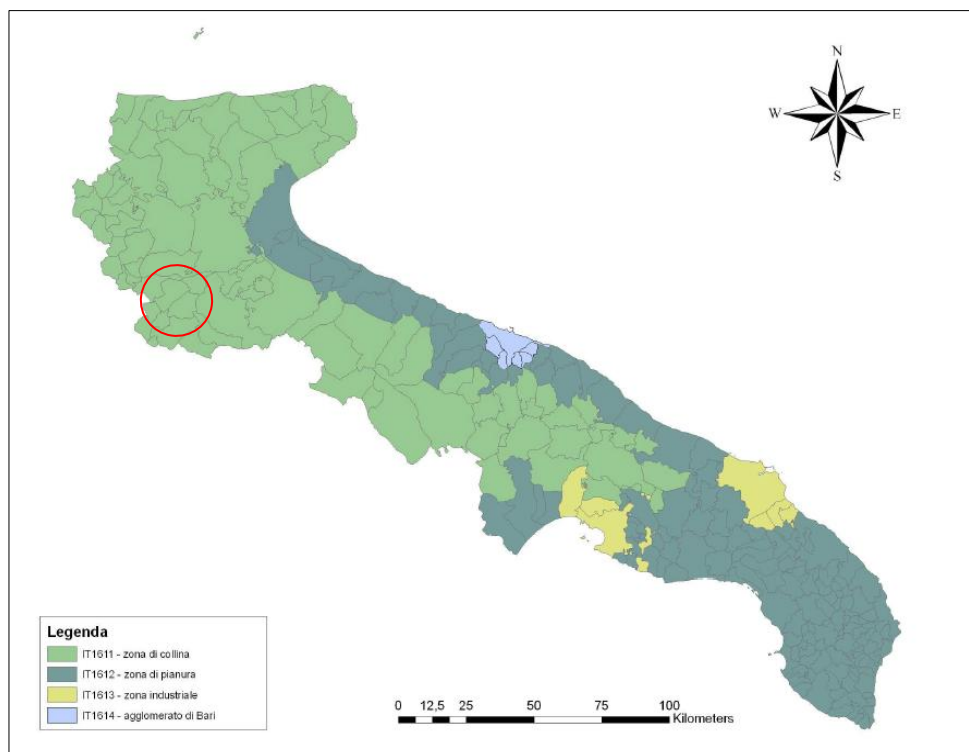 N
W
E
S
Legenda
IT1611 - zona di collina
IT1612 - zona di pianura
IT1613 - zona industriale
IT1614 - agglomerato di Bari
0 12,5 25 50 75 100
Kilometers